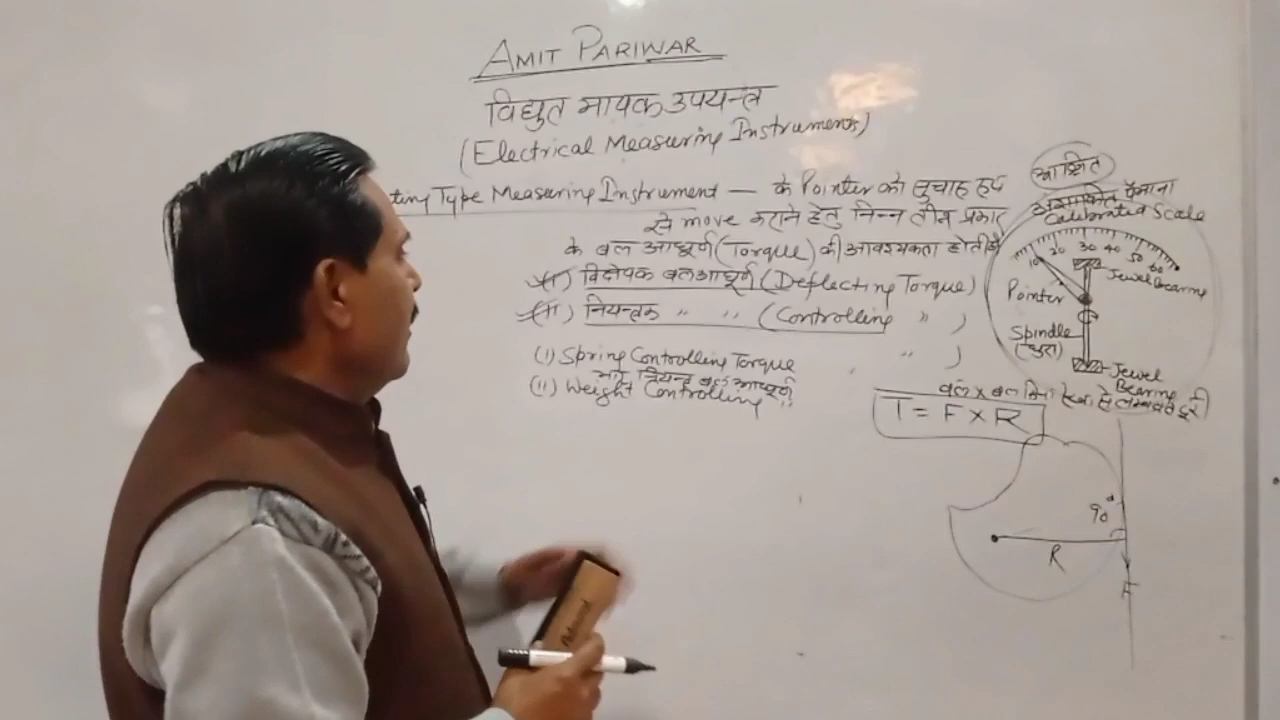 AMIT PARIWAR
विद्युत मापक उपयन्त्र
(Electrical Measuring Instruments)
ting Type Measuring Instrument — के Pointer को सुचारू रूप
से move कराने हेतु निम्न तीन प्रकार
के बल आघूर्ण (Torque) की आवश्यकता होती है
विक्षेपक बलआघूर्ण (Deflecting Torque)
नियन्त्रक " " (Controlling " )
" )
(i) Spring Controlling Torque
(ii) Weight Controlling "
Calibrated Scale
10 20 30 40 50 60
Jewel Bearing
Pointer
Spindle
(धुरा)
Jewel
Bearing
T = F × R
90°
R
F